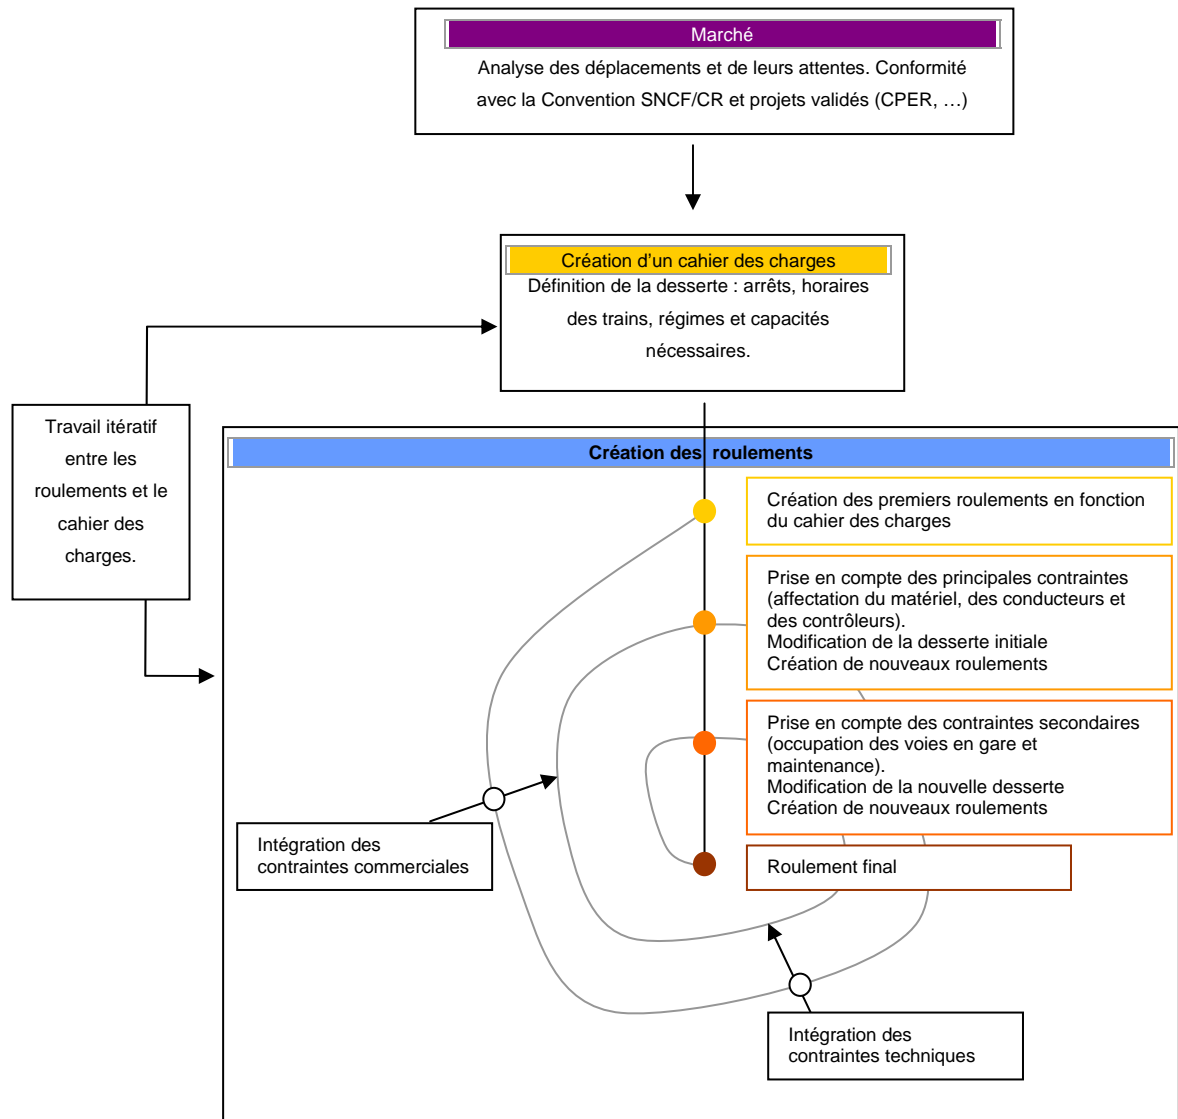 Marché
Analyse des déplacements et de leurs attentes. Conformité
avec la Convention SNCF/CR et projets validés (CPER, …)
Création d’un cahier des charges
Définition de la desserte : arrêts, horaires
des trains, régimes et capacités
nécessaires.
Travail itératif
entre les
roulements et le
cahier des
charges.
Création des roulements
Création des premiers roulements en fonction
du cahier des charges
Prise en compte des principales contraintes
(affectation du matériel, des conducteurs et
des contrôleurs).
Modification de la desserte initiale
Création de nouveaux roulements
Prise en compte des contraintes secondaires
(occupation des voies en gare et
maintenance).
Modification de la nouvelle desserte
Création de nouveaux roulements
Intégration des
contraintes commerciales
Roulement final
Intégration des
contraintes techniques